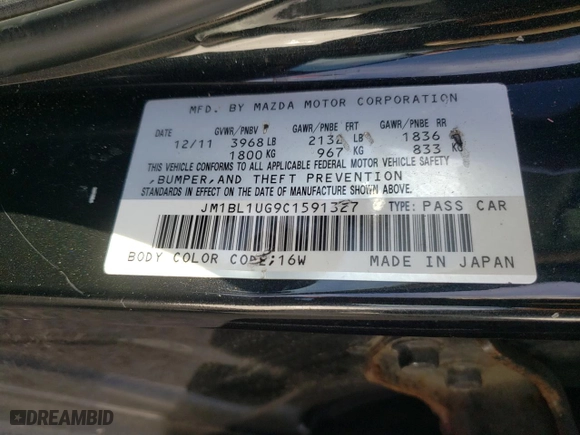 MFD. BY MAZDA MOTOR CORPORATION
DATE GVWR/PNBV GAWR/PNBE FRT GAWR/PNBE RR
12/11 3968 LB LB 1836
1800 KG 967 KG 833 KG
THIS VEHICLE CONFORMS TO ALL APPLICABLE FEDERAL MOTOR VEHICLE SAFETY
,BUMPER,AND THEFT PREVENTION
STANDARDS IN EFFECT ON THE DATE OF MANUFACTURE SHOWN ABOVE.
JM1BL1UG9C1591327 TYPE: PASS CAR
BODY COLOR CODE;16W MADE IN JAPAN
DREAMBID